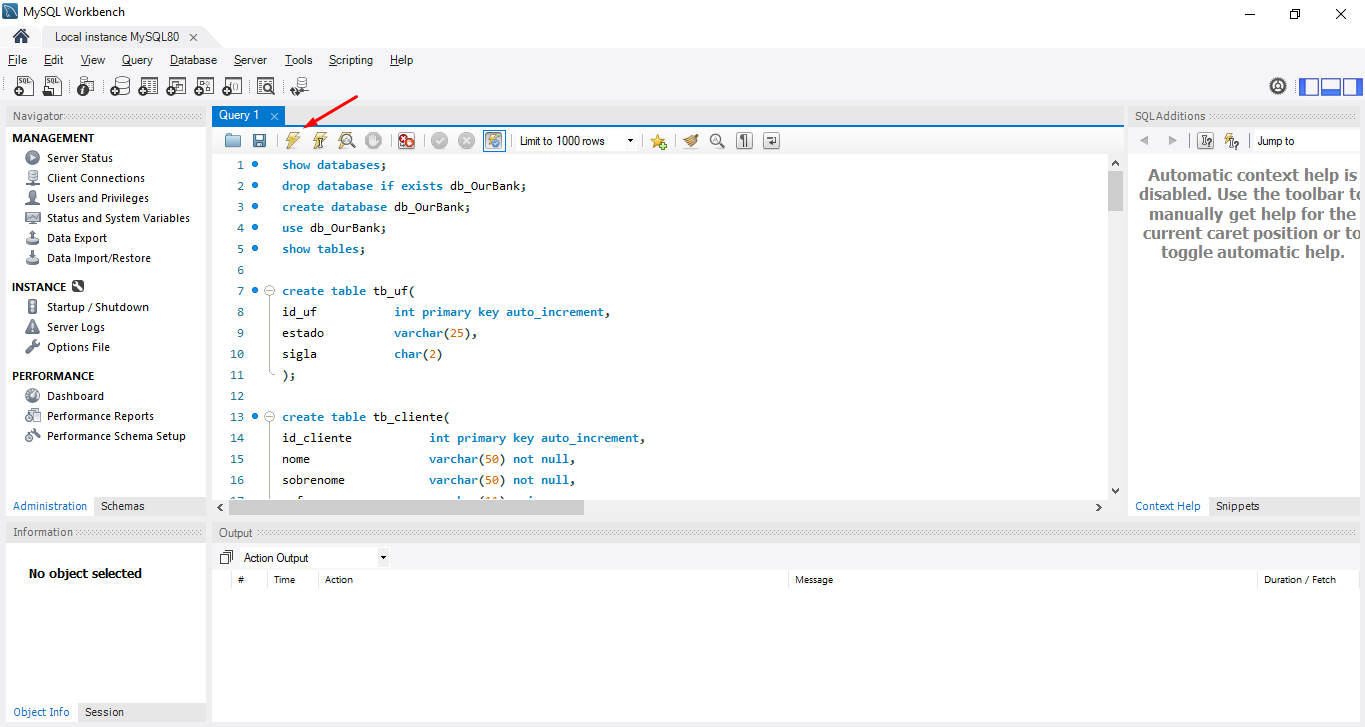 MySQL Workbench
Local instance MySQL80
File Edit View Query Database Server Tools Scripting Help
Navigator
MANAGEMENT
Server Status
Client Connections
Users and Privileges
Status and System Variables
Data Export
Data Import/Restore
INSTANCE
Startup / Shutdown
Server Logs
Options File
PERFORMANCE
Dashboard
Performance Reports
Performance Schema Setup
Administration Schemas
Information
No object selected
Object Info Session
Query 1
Limit to 1000 rows
1 show databases;
2 drop database if exists db_OurBank;
3 create database db_OurBank;
4 use db_OurBank;
5 show tables;
6
7 create table tb_uf(
8 id_uf int primary key auto_increment,
9 estado varchar(25),
10 sigla char(2)
11 );
12
13 create table tb_cliente(
14 id_cliente int primary key auto_increment,
15 nome varchar(50) not null,
16 sobrenome varchar(50) not null,
Output
Action Output
# Time Action Message Duration / Fetch
SQLAdditions
Jump to
Automatic context help is
disabled. Use the toolbar to
manually get help for the
current caret position or to
toggle automatic help.
Context Help Snippets